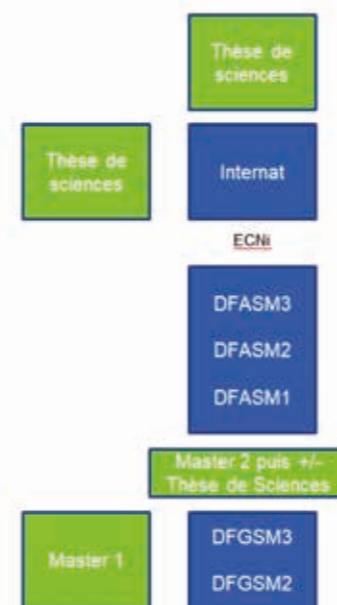 Thèse de
sciences
Thèse de
sciences
Internat
ECNi
DFASM3
DFASM2
DFASM1
Master 2 puis +/-
Thèse de Sciences
Master 1
DFGSM3
DFGSM2